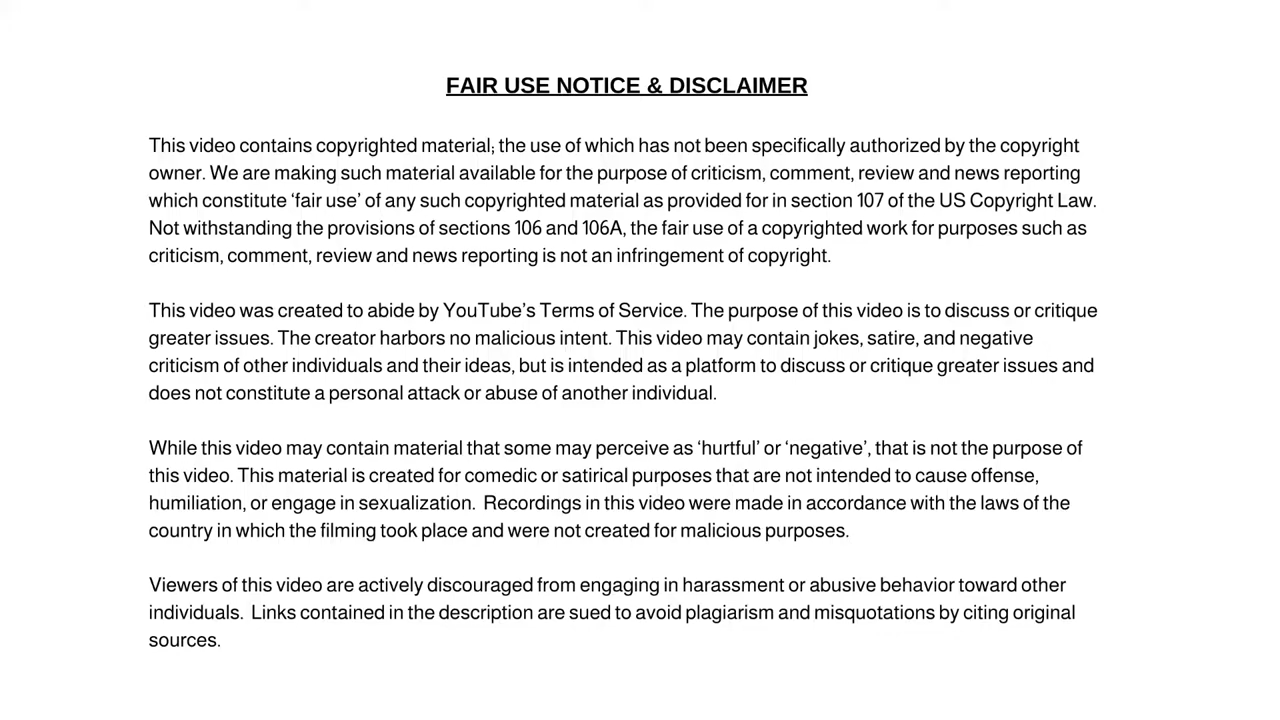 FAIR USE NOTICE & DISCLAIMER
This video contains copyrighted material; the use of which has not been specifically authorized by the copyright
owner. We are making such material available for the purpose of criticism, comment, review and news reporting
which constitute ‘fair use’ of any such copyrighted material as provided for in section 107 of the US Copyright Law.
Not withstanding the provisions of sections 106 and 106A, the fair use of a copyrighted work for purposes such as
criticism, comment, review and news reporting is not an infringement of copyright.
This video was created to abide by YouTube’s Terms of Service. The purpose of this video is to discuss or critique
greater issues. The creator harbors no malicious intent. This video may contain jokes, satire, and negative
criticism of other individuals and their ideas, but is intended as a platform to discuss or critique greater issues and
does not constitute a personal attack or abuse of another individual.
While this video may contain material that some may perceive as ‘hurtful’ or ‘negative’, that is not the purpose of
this video. This material is created for comedic or satirical purposes that are not intended to cause offense,
humiliation, or engage in sexualization.  Recordings in this video were made in accordance with the laws of the
country in which the filming took place and were not created for malicious purposes.
Viewers of this video are actively discouraged from engaging in harassment or abusive behavior toward other
individuals.  Links contained in the description are sued to avoid plagiarism and misquotations by citing original
sources.